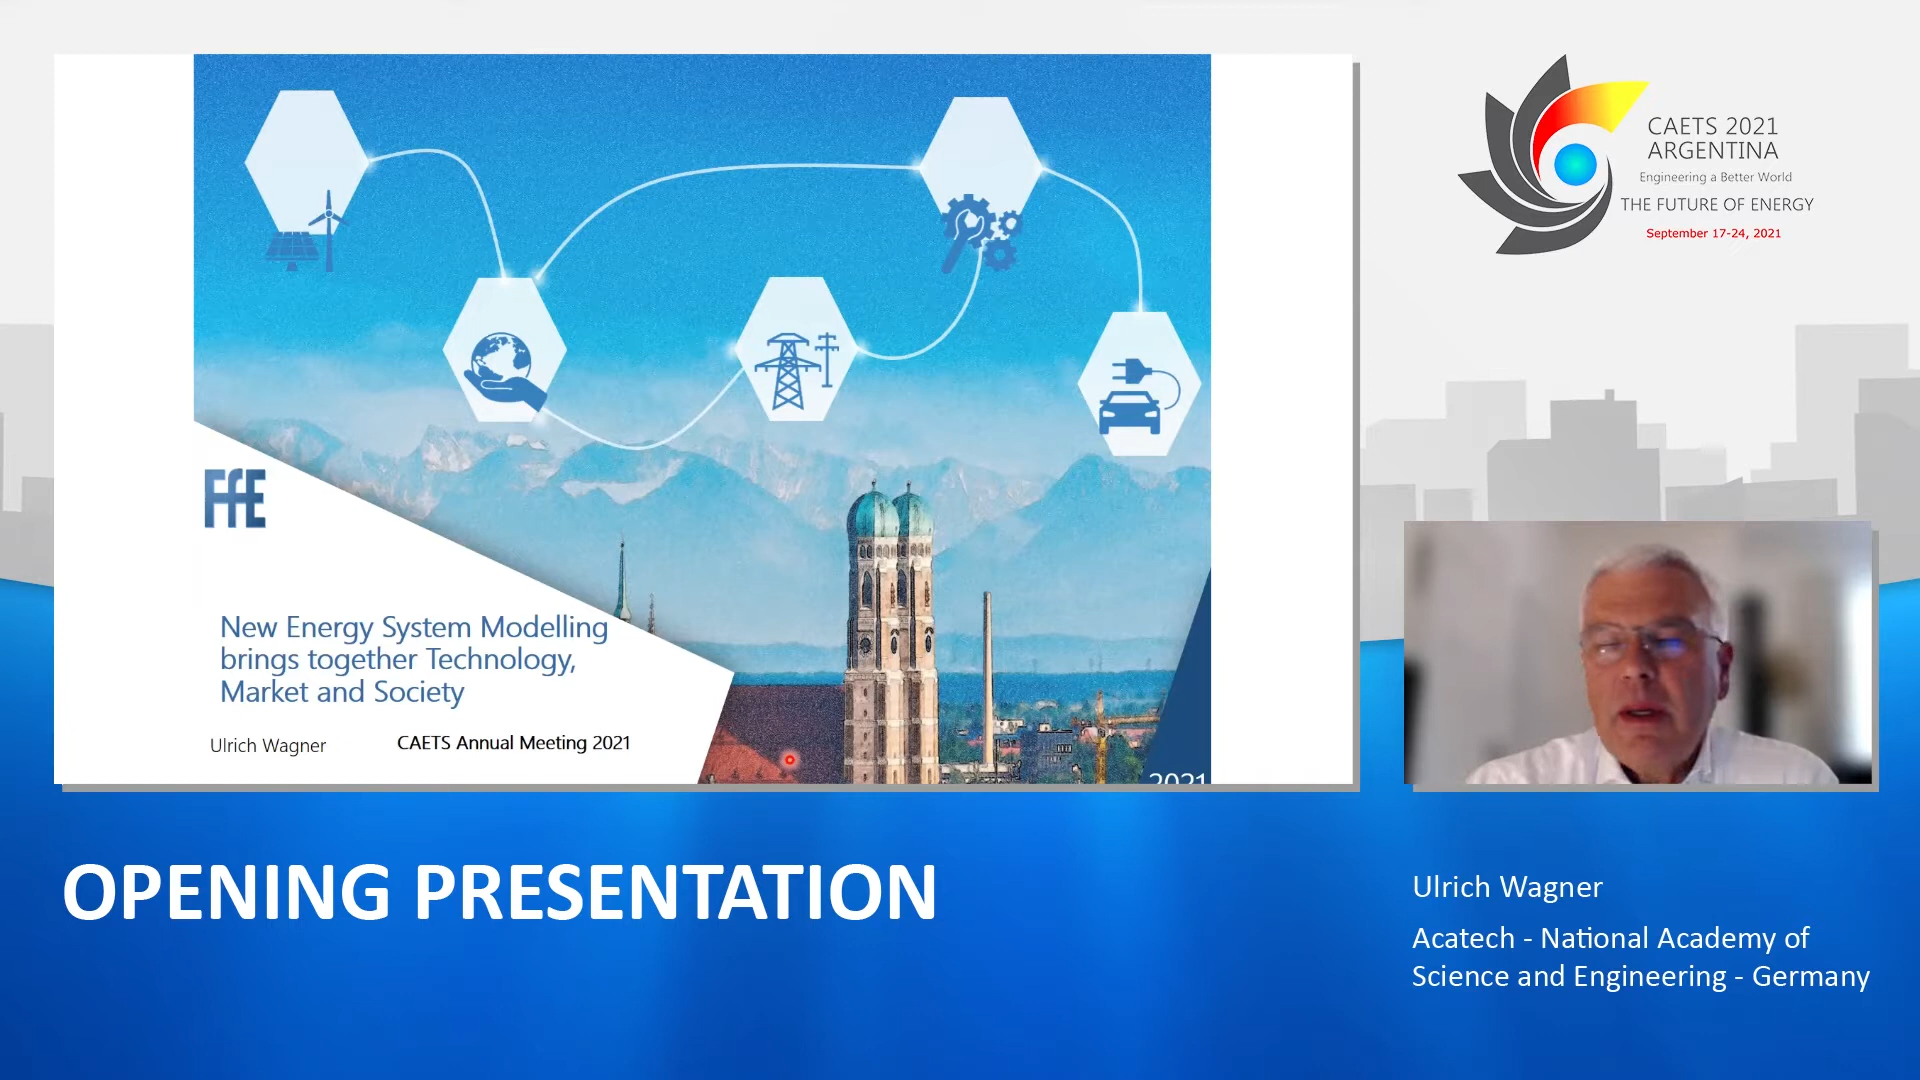 FfE
New Energy System Modelling
brings together Technology,
Market and Society
Ulrich Wagner
CAETS Annual Meeting 2021
2021
CAETS 2021
ARGENTINA
Engineering a Better World
THE FUTURE OF ENERGY
September 17-24, 2021
OPENING PRESENTATION
Ulrich Wagner
Acatech - National Academy of
Science and Engineering - Germany